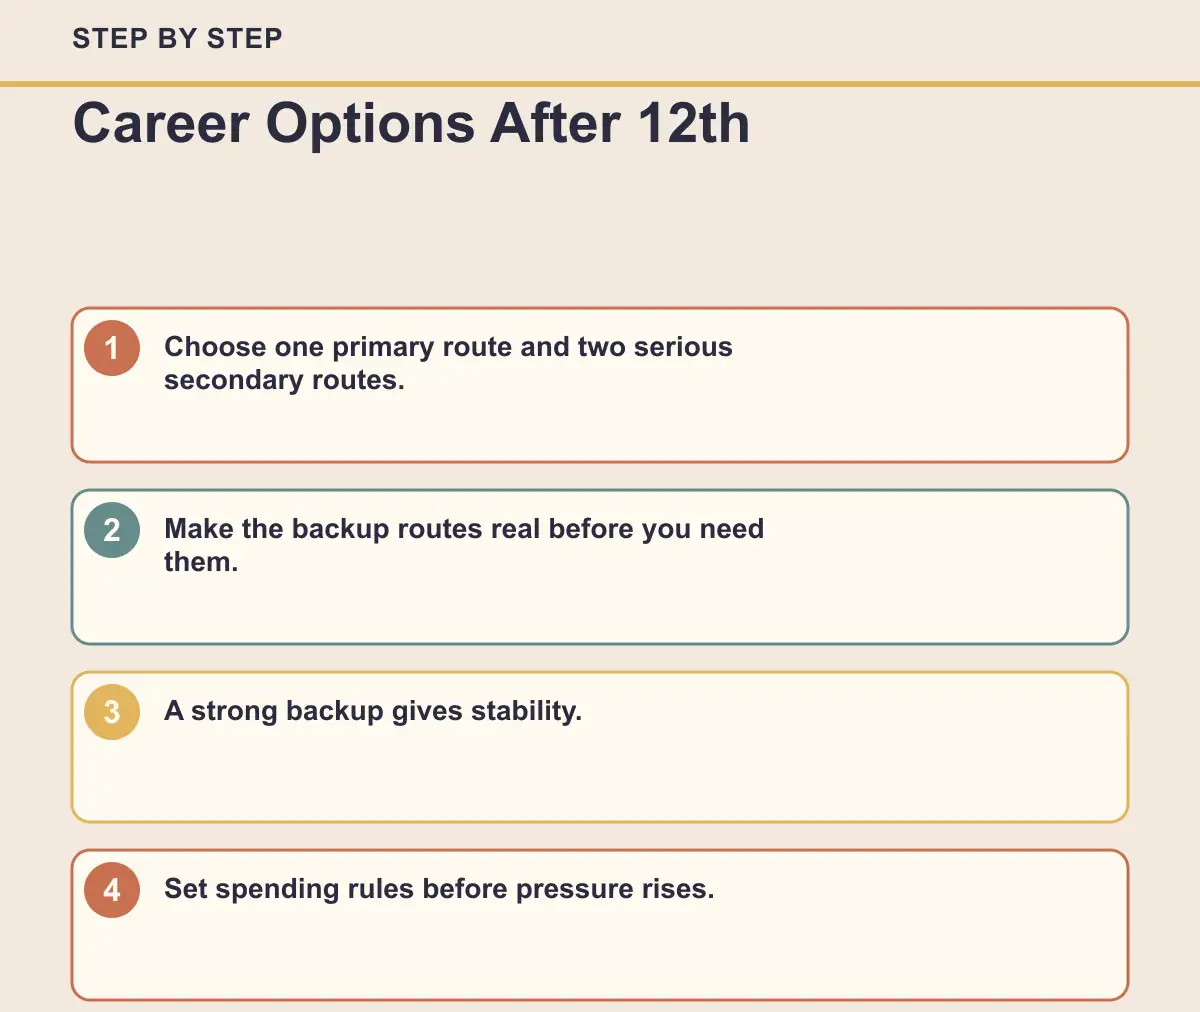 STEP BY STEP
Career Options After 12th
1
Choose one primary route and two serious
secondary routes.
2
Make the backup routes real before you need
them.
3
A strong backup gives stability.
4
Set spending rules before pressure rises.